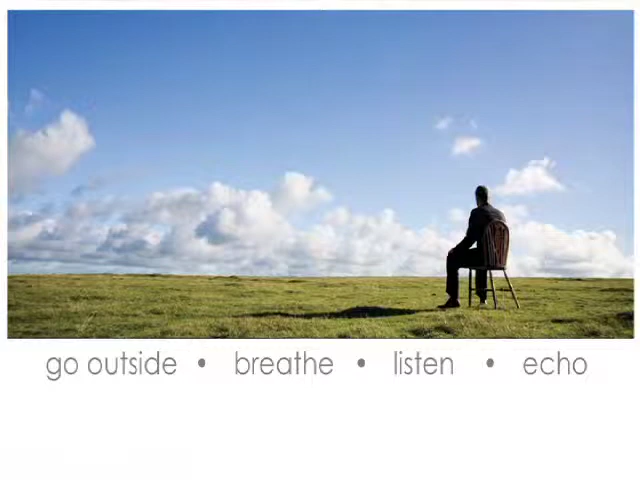 go outside • breathe • listen • echo